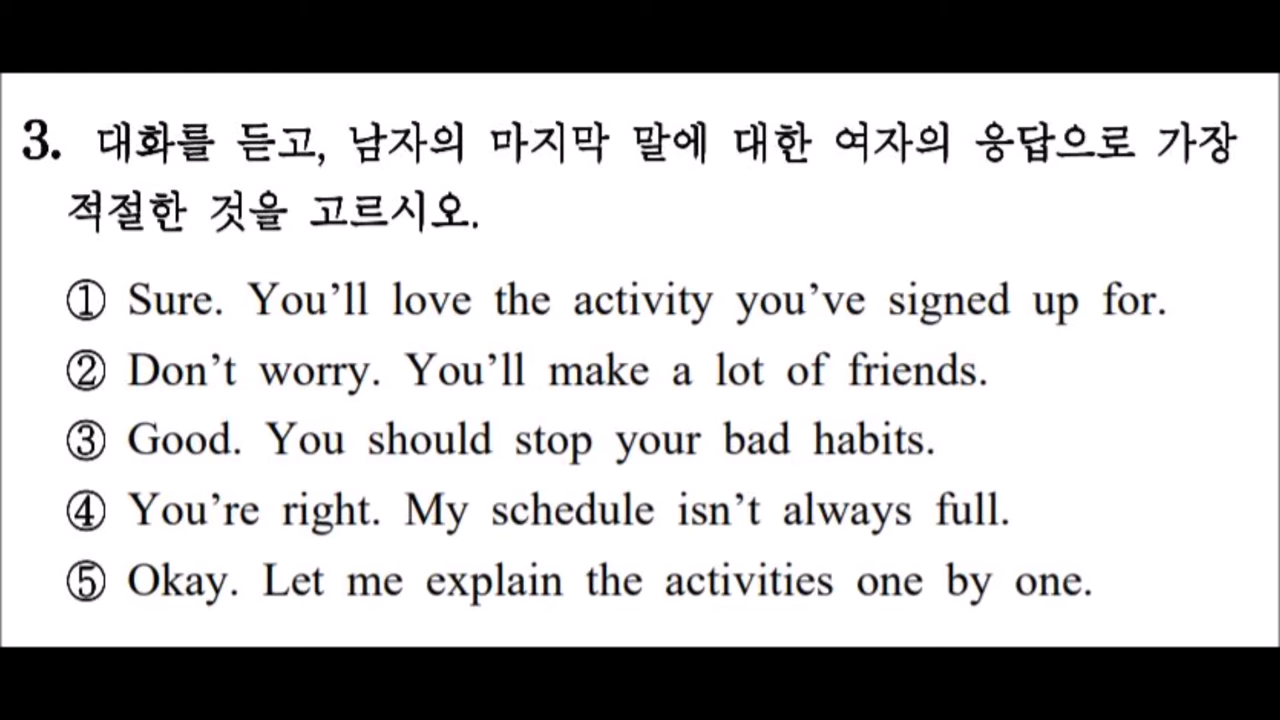 3. 대화를 듣고, 남자의 마지막 말에 대한 여자의 응답으로 가장
적절한 것을 고르시오.
① Sure. You’ll love the activity you’ve signed up for.
② Don’t worry. You’ll make a lot of friends.
③ Good. You should stop your bad habits.
④ You’re right. My schedule isn’t always full.
⑤ Okay. Let me explain the activities one by one.